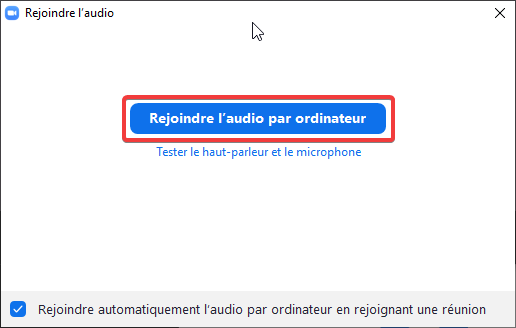 Rejoindre l’audio
Rejoindre l’audio par ordinateur
Tester le haut-parleur et le microphone
Rejoindre automatiquement l’audio par ordinateur en rejoignant une réunion